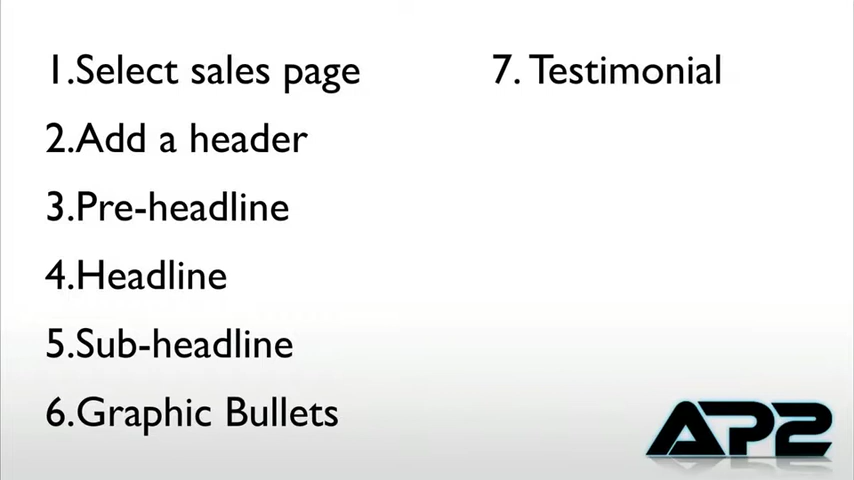 1.Select sales page
2.Add a header
3.Pre-headline
4.Headline
5.Sub-headline
6.Graphic Bullets
7. Testimonial
AP2